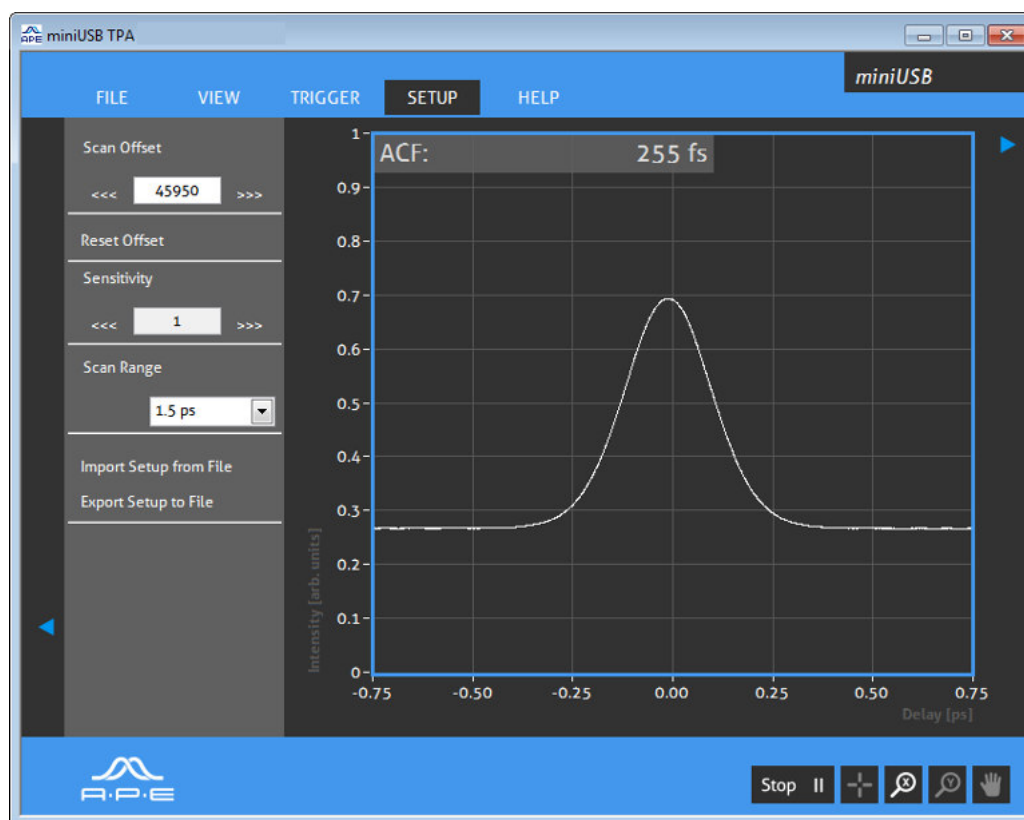 APE miniUSB TPA
miniUSB
FILE VIEW TRIGGER SETUP HELP
Scan Offset
<<< 45950 >>>
Reset Offset
Sensitivity
<<< 1 >>>
Scan Range
1.5 ps
Import Setup from File
Export Setup to File
ACF: 255 fs
1
0.9
0.8
0.7
0.6
0.5
0.4
0.3
0.2
0.1
0
Intensity [arb. units]
-0.75 -0.50 -0.25 0.00 0.25 0.50 0.75
Delay [ps]
A·P·E
Stop II
X
Y